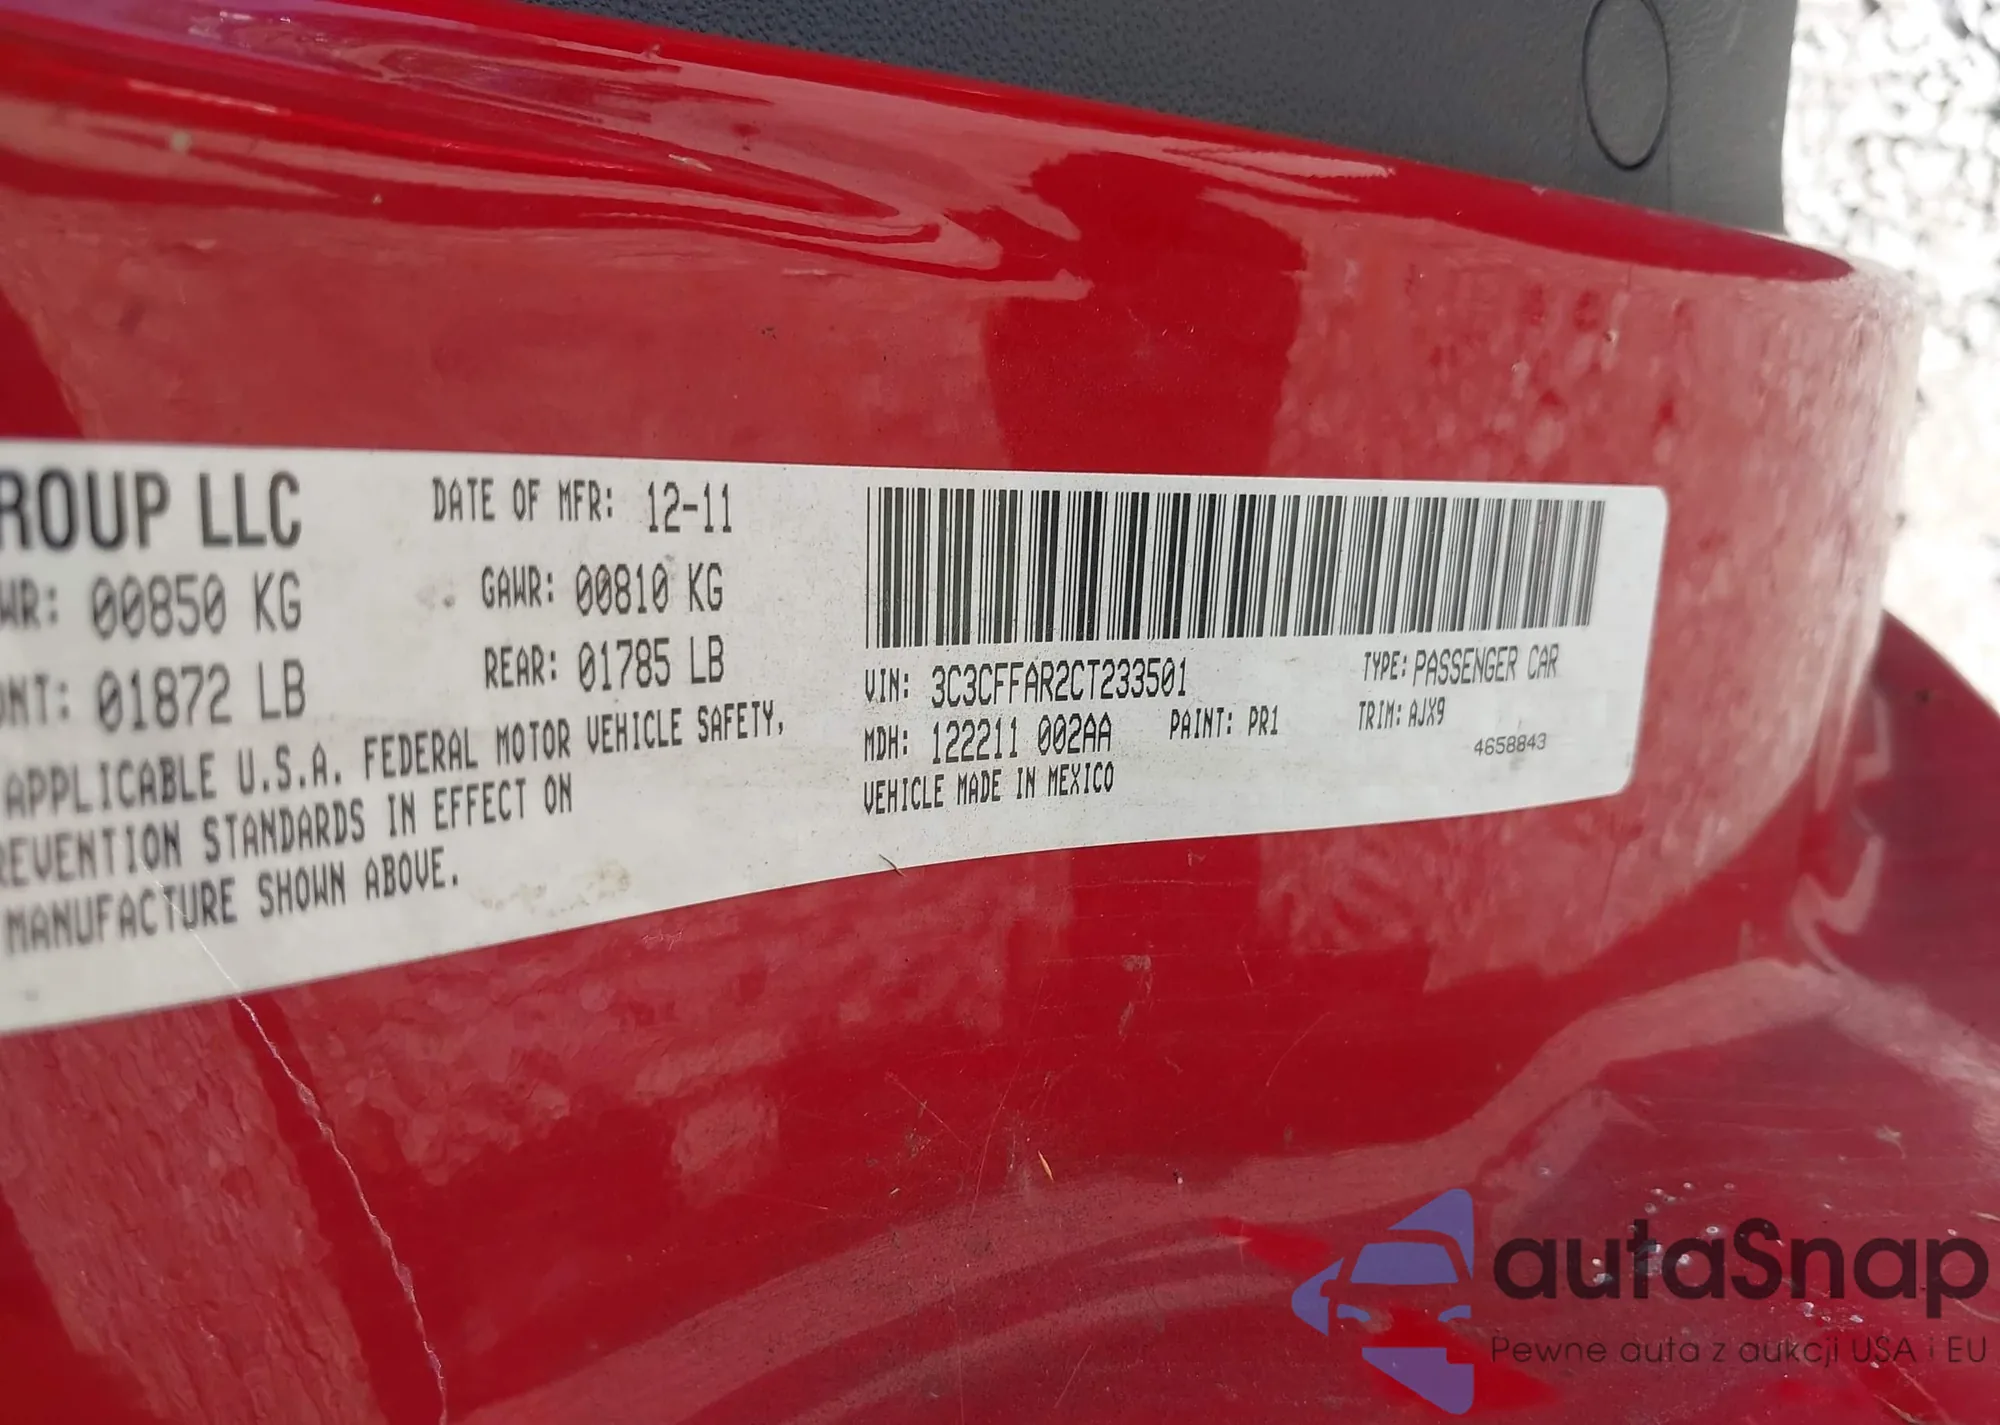 ROUP LLC
DATE OF MFR: 12-11
WR: 00850 KG
GAWR: 00810 KG
ONT: 01872 LB
REAR: 01785 LB
APPLICABLE U.S.A. FEDERAL MOTOR VEHICLE SAFETY,
REVENTION STANDARDS IN EFFECT ON
MANUFACTURE SHOWN ABOVE.
VIN: 3C3CFFAR2CT233501
TYPE: PASSENGER CAR
MDH: 122211 002AA
PAINT: PR1
TRIM: AJX9
VEHICLE MADE IN MEXICO
4658843
autaSnap
Pewne auta z aukcji USA i EU